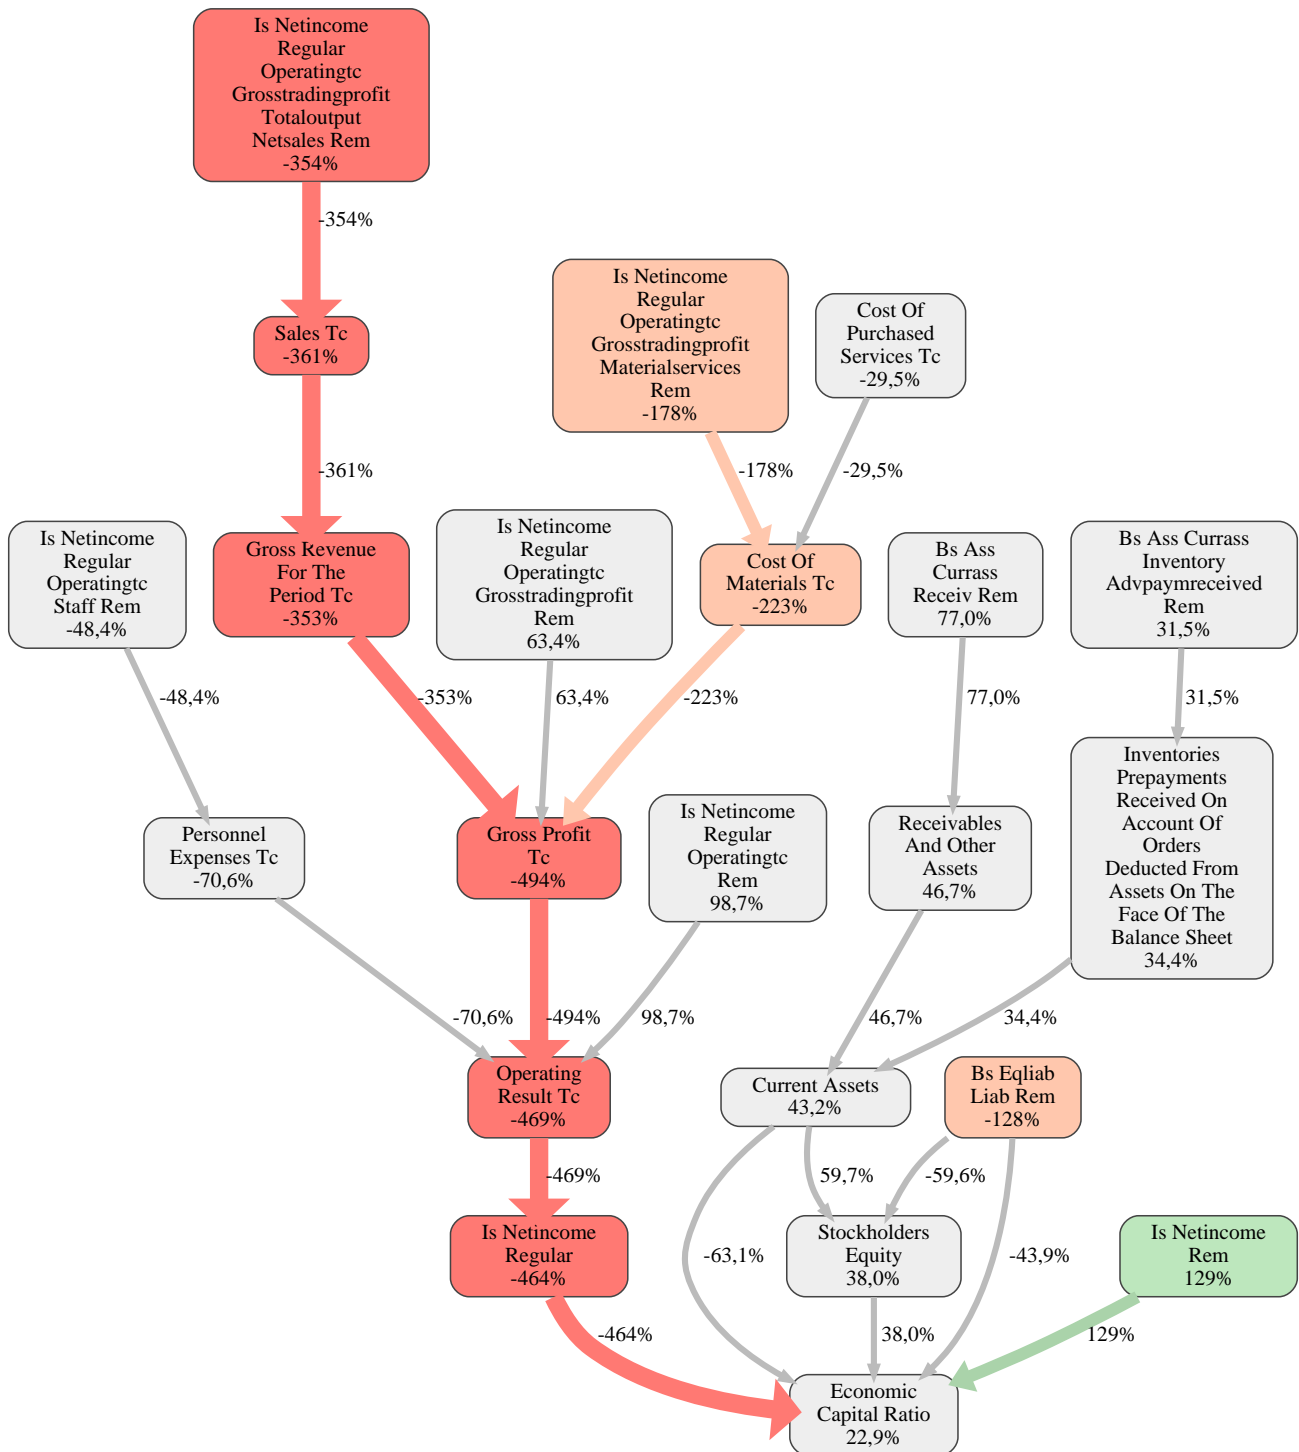 Is Netincome
Regular
Operatingtc
Grosstradingprofit
Totaloutput
Netsales Rem
-354%
-354%
Sales Tc
-361%
Is Netincome
Regular
Operatingtc
Grosstradingprofit
Materialservices
Rem
-178%
Cost Of
Purchased
Services Tc
-29,5%
-361%
-178%
-29,5%
Is Netincome
Regular
Operatingtc
Staff Rem
-48,4%
Gross Revenue
For The
Period Tc
-353%
Is Netincome
Regular
Operatingtc
Grosstradingprofit
Rem
63,4%
Cost Of
Materials Tc
-223%
Bs Ass
Currass
Receiv Rem
77,0%
Bs Ass Currass
Inventory
Advpaymreceived
Rem
31,5%
-48,4%
-353%
63,4%
-223%
77,0%
31,5%
Personnel
Expenses Tc
-70,6%
Gross Profit
Tc
-494%
Is Netincome
Regular
Operatingtc
Rem
98,7%
Receivables
And Other
Assets
46,7%
Inventories
Prepayments
Received On
Account Of
Orders
Deducted From
Assets On The
Face Of The
Balance Sheet
34,4%
-70,6%
-494%
98,7%
46,7%
34,4%
Operating
Result Tc
-469%
Current Assets
43,2%
Bs Eqliab
Liab Rem
-128%
-469%
59,7%
-59,6%
Is Netincome
Regular
-464%
-63,1%
Stockholders
Equity
38,0%
-43,9%
Is Netincome
Rem
129%
-464%
38,0%
129%
Economic
Capital Ratio
22,9%